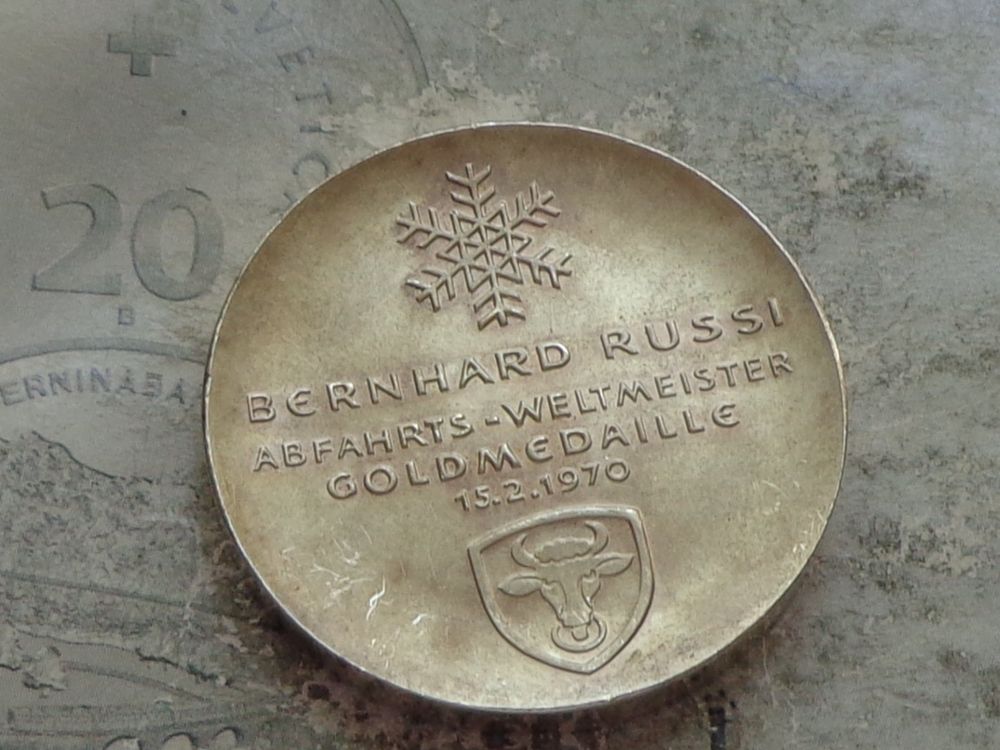 20
B
BERNHARD RUSSI
ABFAHRTS-WELTMEISTER
GOLDMEDAILLE
15.2.1970